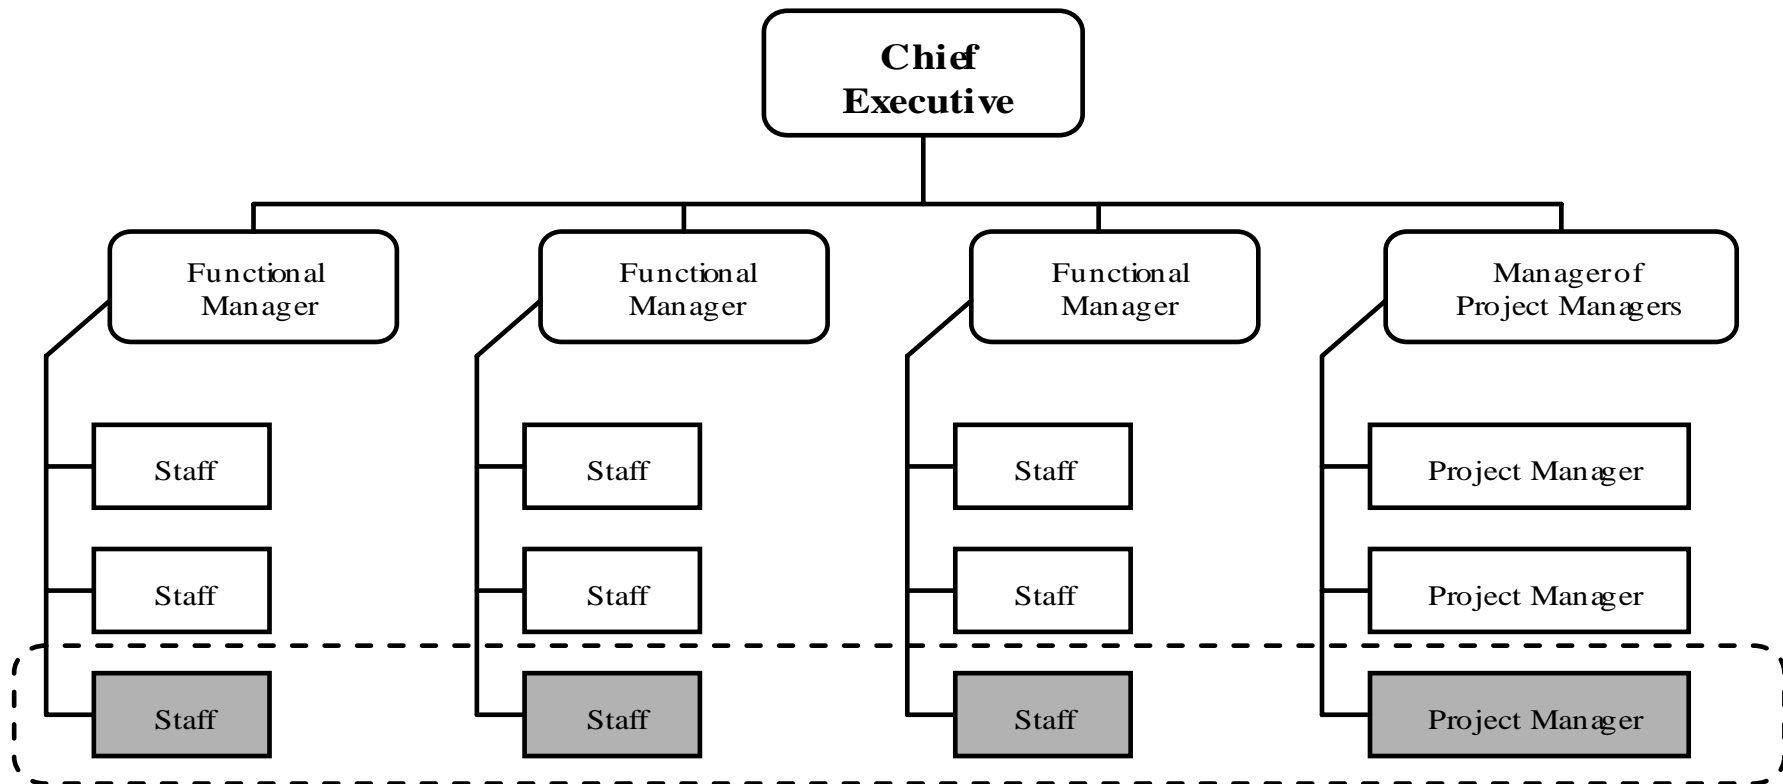 Chief
Executive
Functional
Manager
Functional
Manager
Functional
Manager
Manager of
Project Managers
Staff
Staff
Staff
Project Manager
Staff
Staff
Staff
Project Manager
Staff
Staff
Staff
Project Manager